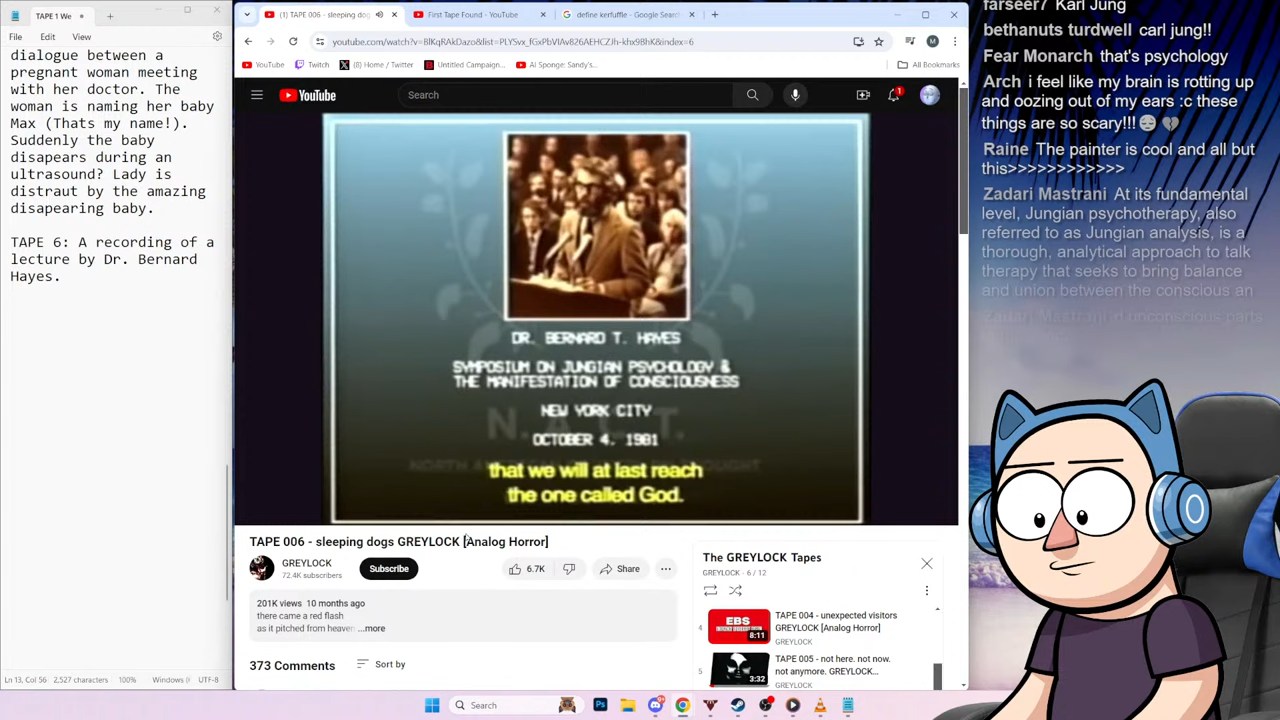 TAPE 1 We
File
Edit
View
dialogue between a
pregnant woman meeting
with her doctor. The
woman is naming her baby
Max (Thats my name!).
Suddenly the baby
disapears during an
ultrasound? Lady is
distraut by the amazing
disapearing baby.
TAPE 6: A recording of a
lecture by Dr. Bernard
Hayes.
Ln 13, Col 56
2,527 characters
100%
Windows (
UTF-8
(1) TAPE 006 - sleeping dog
First Tape Found - YouTube
define kerfuffle - Google Search
YouTube
Twitch
(8) Home / Twitter
Untitled Campaign...
AI Sponge: Sandy's...
All Bookmarks
YouTube
Search
DR. BERNARD T. HAYES
SYMPOSIUM ON JUNGIAN PSYCHOLOGY &
THE MANIFESTATION OF CONSCIOUSNESS
NEW YORK CITY
OCTOBER 4, 1981
that we will at last reach
the one called God.
TAPE 006 - sleeping dogs GREYLOCK [Analog Horror]
GREYLOCK
72.4K subscribers
Subscribe
6.7K
Share
201K views 10 months ago
there came a red flash
as it pitched from heaven ...more
373 Comments
Sort by
The GREYLOCK Tapes
GREYLOCK - 6 / 12
4
EBS
8:11
TAPE 004 - unexpected visitors
GREYLOCK [Analog Horror]
GREYLOCK
5
3:32
TAPE 005 - not here. not now.
not anymore. GREYLOCK...
GREYLOCK
Search
farseer7 Karl Jung
bethanuts turdwell carl jung!!
Fear Monarch that's psychology
Arch i feel like my brain is rotting up
and oozing out of my ears :c these
things are so scary!!!
Raine The painter is cool and all but
this>>>>>>>>>>>>
Zadari Mastrani At its fundamental
level, Jungian psychotherapy, also
referred to as Jungian analysis, is a
thorough, analytical approach to talk
therapy that seeks to bring balance
and union between the conscious an